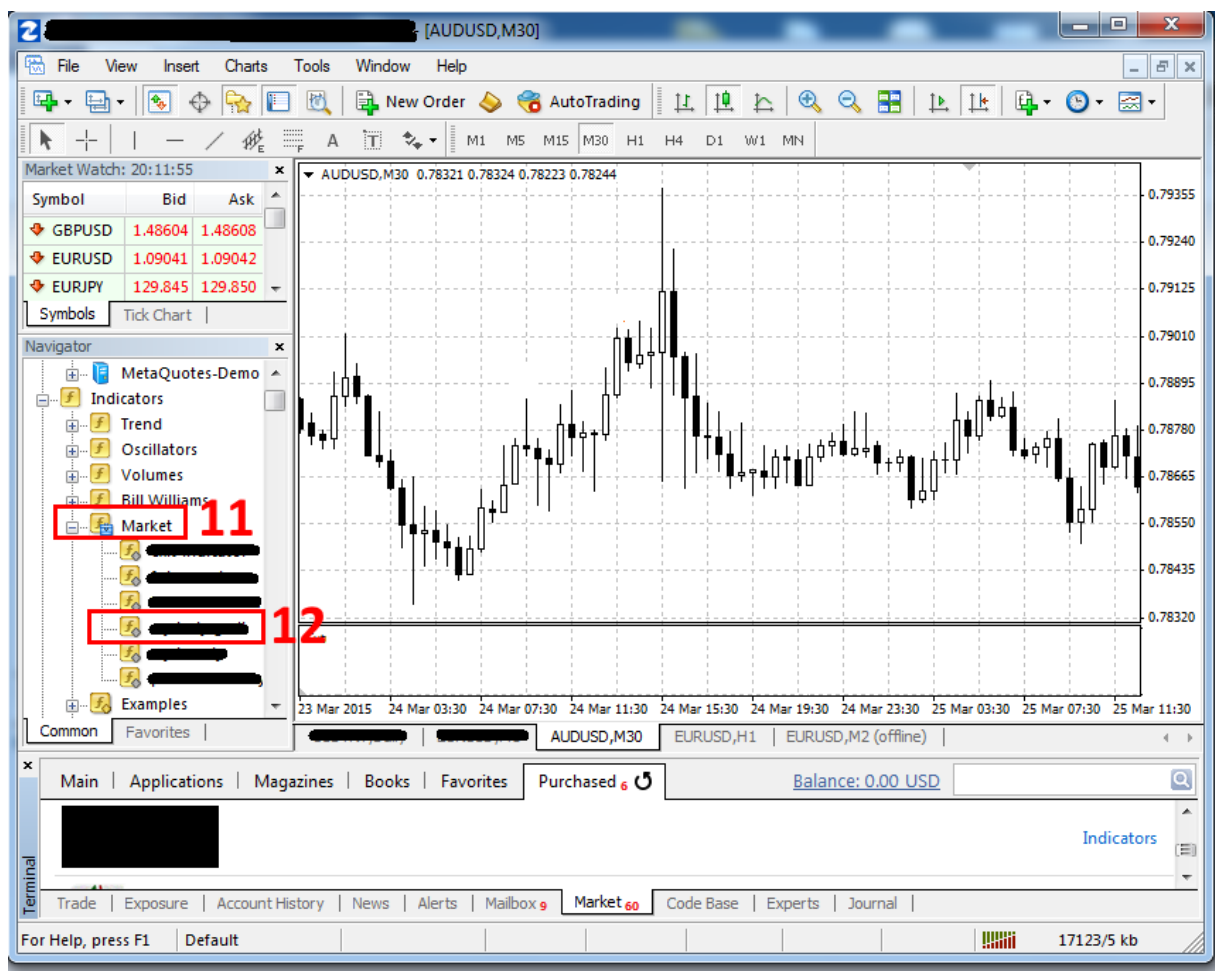 [AUDUSD,M30]
File View Insert Charts Tools Window Help
New Order AutoTrading
E F A T M1 M5 M15 M30 H1 H4 D1 W1 MN
Market Watch: 20:11:55
Symbol Bid Ask
GBPUSD 1.48604 1.48608
EURUSD 1.09041 1.09042
EURJPY 129.845 129.850
Symbols Tick Chart
Navigator
MetaQuotes-Demo
Indicators
Trend
Oscillators
Volumes
Bill Williams
Market 11
12
Examples
Common Favorites
AUDUSD,M30 0.78321 0.78324 0.78223 0.78244
0.79355
0.79240
0.79125
0.79010
0.78895
0.78780
0.78665
0.78550
0.78435
0.78320
23 Mar 2015 24 Mar 03:30 24 Mar 07:30 24 Mar 11:30 24 Mar 15:30 24 Mar 19:30 24 Mar 23:30 25 Mar 03:30 25 Mar 07:30 25 Mar 11:30
AUDUSD,M30 EURUSD,H1 EURUSD,M2 (offline)
Main Applications Magazines Books Favorites Purchased 6 Balance: 0.00 USD
Indicators
Terminal
Trade Exposure Account History News Alerts Mailbox 9 Market 60 Code Base Experts Journal
For Help, press F1 Default 17123/5 kb